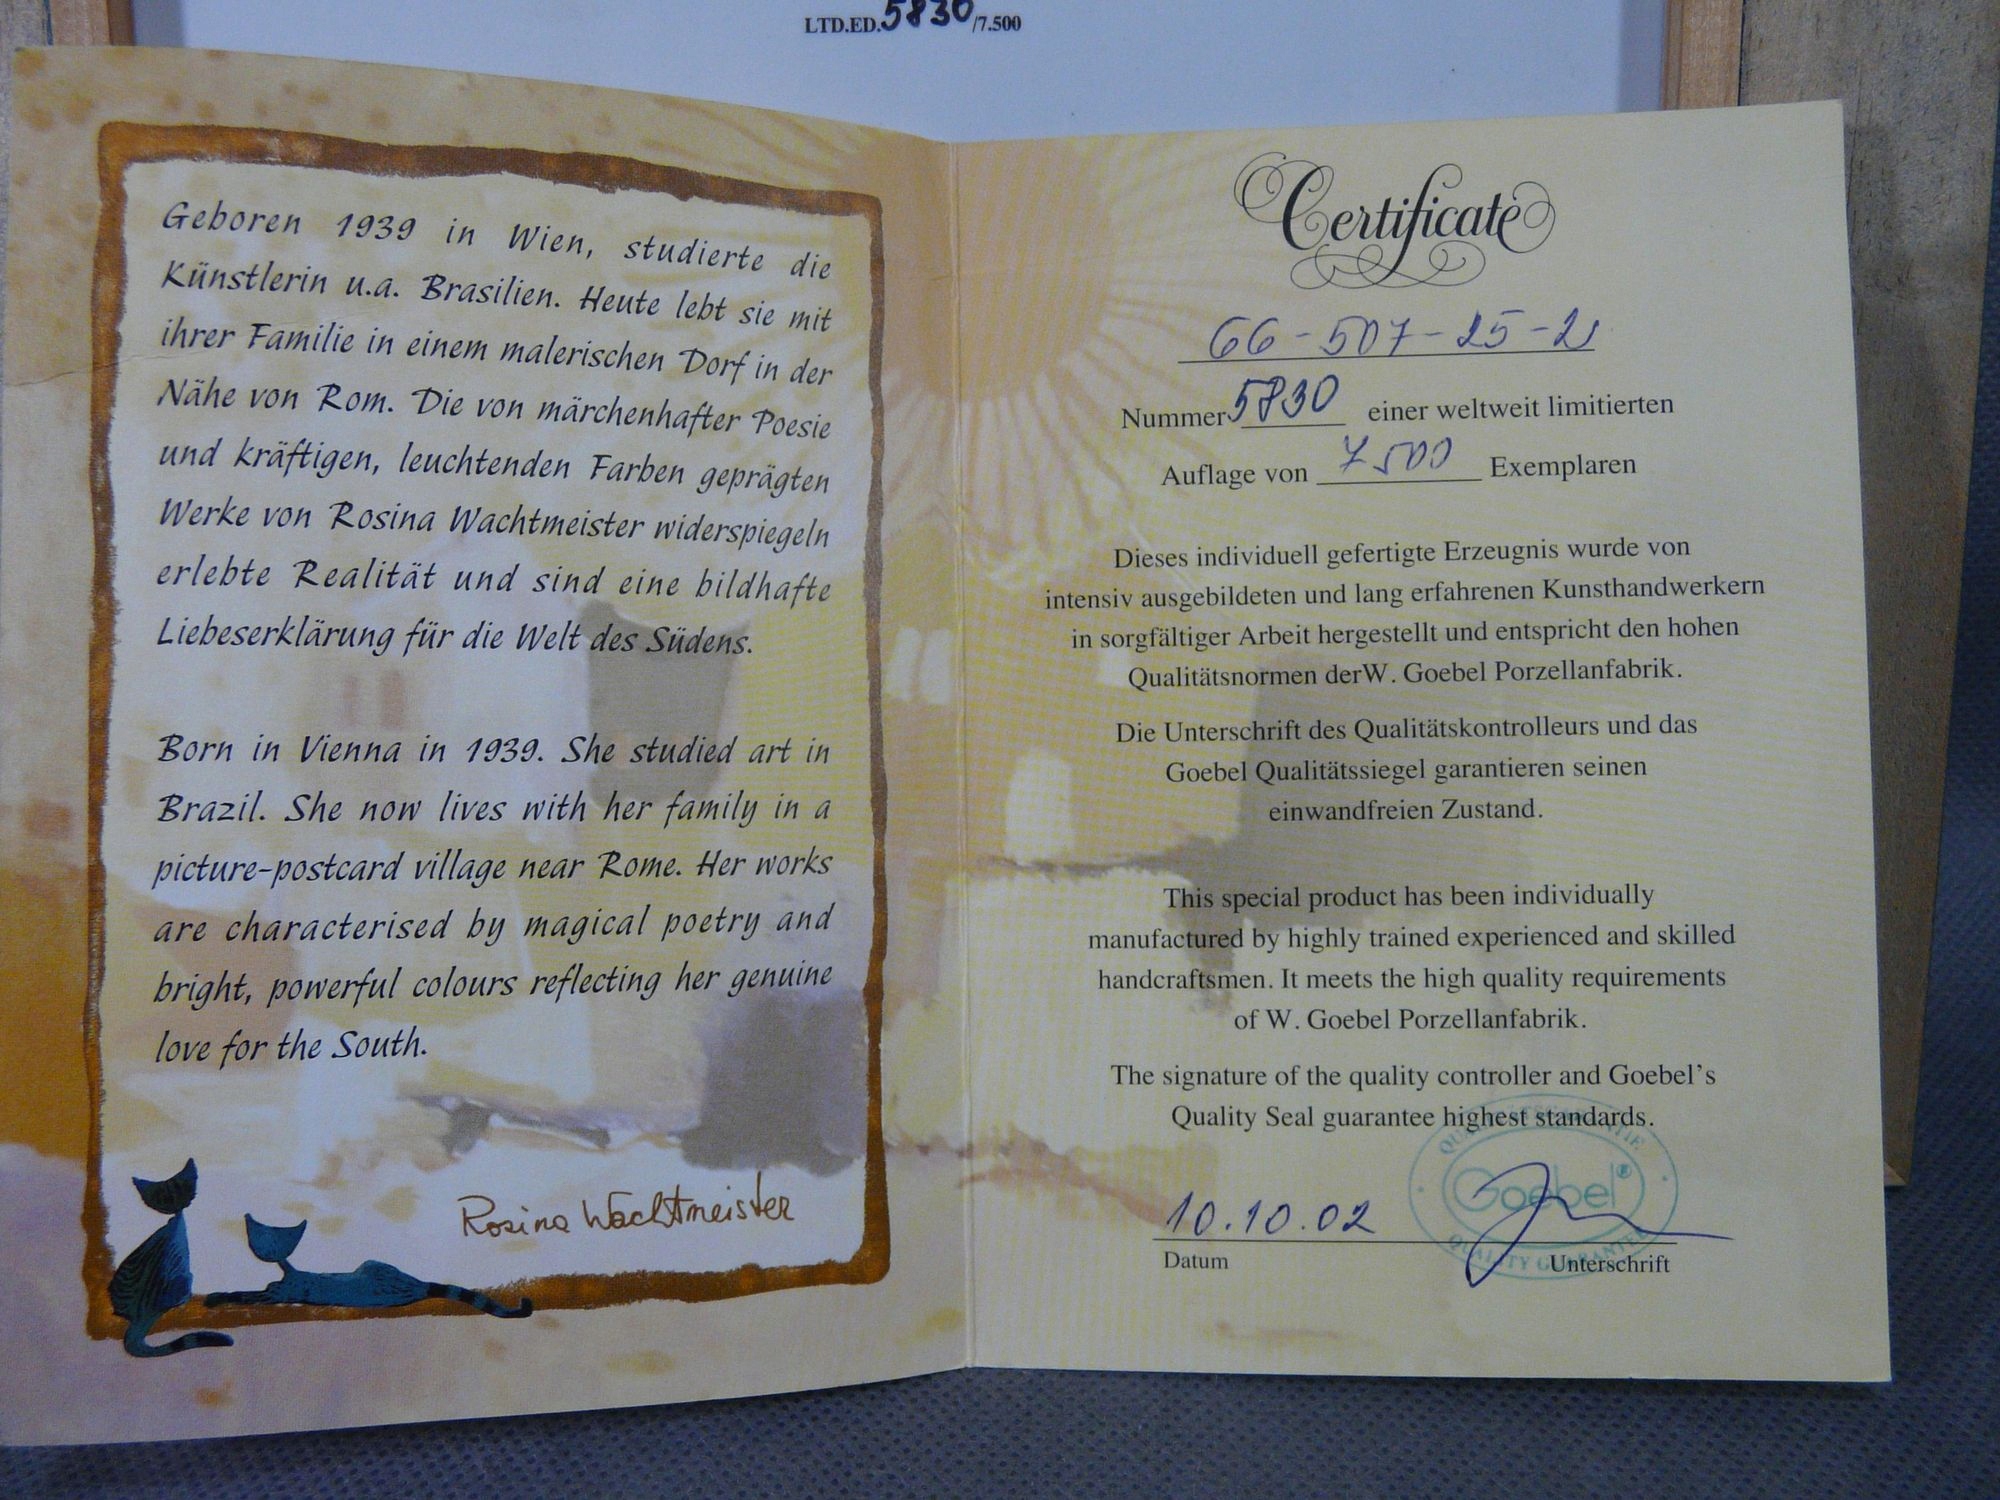 LTD.ED. 5830/7.500
Geboren 1939 in Wien, studierte die
Künstlerin u.a. Brasilien. Heute lebt sie mit
ihrer Familie in einem malerischen Dorf in der
Nähe von Rom. Die von märchenhafter Poesie
und kräftigen, leuchtenden Farben geprägten
Werke von Rosina Wachtmeister widerspiegeln
erlebte Realität und sind eine bildhafte
Liebeserklärung für die Welt des Südens.
Born in Vienna in 1939. She studied art in
Brazil. She now lives with her family in a
picture-postcard village near Rome. Her works
are characterised by magical poetry and
bright, powerful colours reflecting her genuine
love for the South.
Rosina Wachtmeister
Certificate
66-507-25-2
Nummer 5830 einer weltweit limitierten
Auflage von 7500 Exemplaren
Dieses individuell gefertigte Erzeugnis wurde von
intensiv ausgebildeten und lang erfahrenen Kunsthandwerkern
in sorgfältiger Arbeit hergestellt und entspricht den hohen
Qualitätsnormen derW. Goebel Porzellanfabrik.
Die Unterschrift des Qualitätskontrolleurs und das
Goebel Qualitätssiegel garantieren seinen
einwandfreien Zustand.
This special product has been individually
manufactured by highly trained experienced and skilled
handcraftsmen. It meets the high quality requirements
of W. Goebel Porzellanfabrik.
The signature of the quality controller and Goebel's
Quality Seal guarantee highest standards.
Goebel®
QUALITY GUARANTEE
10.10.02
Datum Unterschrift